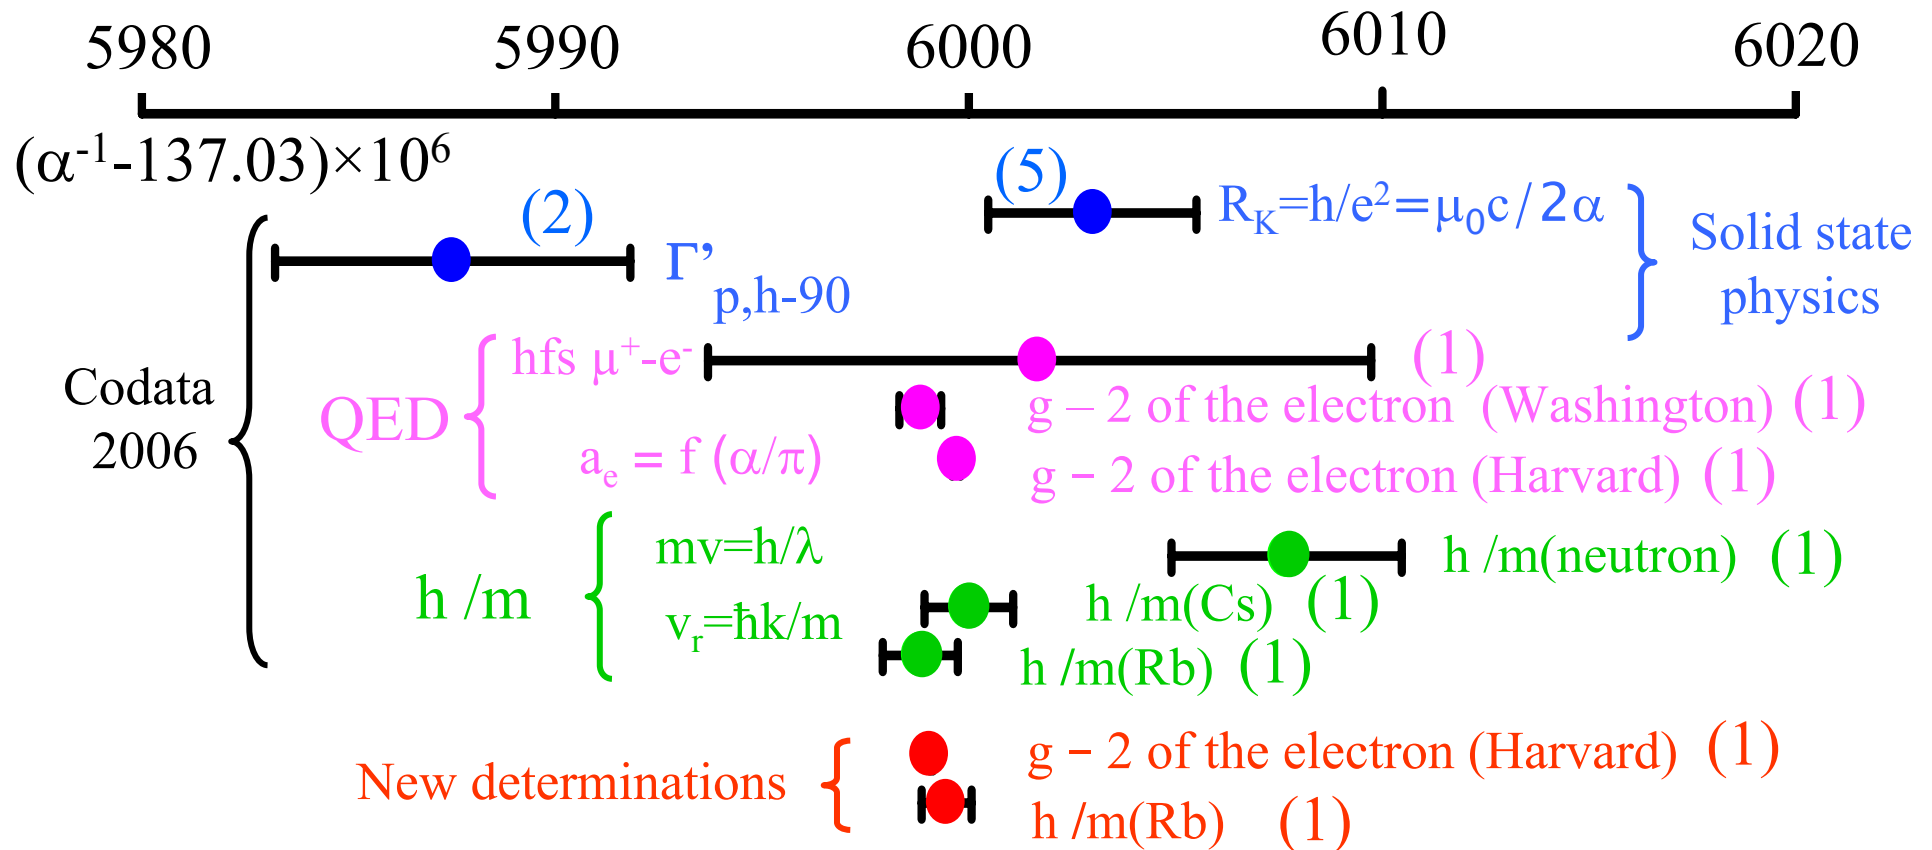 5980 5990 6000 6010 6020
(α⁻¹-137.03)×10⁶
(5) R_K=h/e²=μ₀c/2α
(2) Γ'p,h-90
Solid state
physics
Codata
2006
QED
hfs μ⁺-e⁻ (1)
g – 2 of the electron (Washington) (1)
aₑ = f (α/π)
g − 2 of the electron (Harvard) (1)
h /m
mv=h/λ
h /m(neutron) (1)
vᵣ=ħk/m
h /m(Cs) (1)
h /m(Rb) (1)
New determinations
g − 2 of the electron (Harvard) (1)
h /m(Rb) (1)